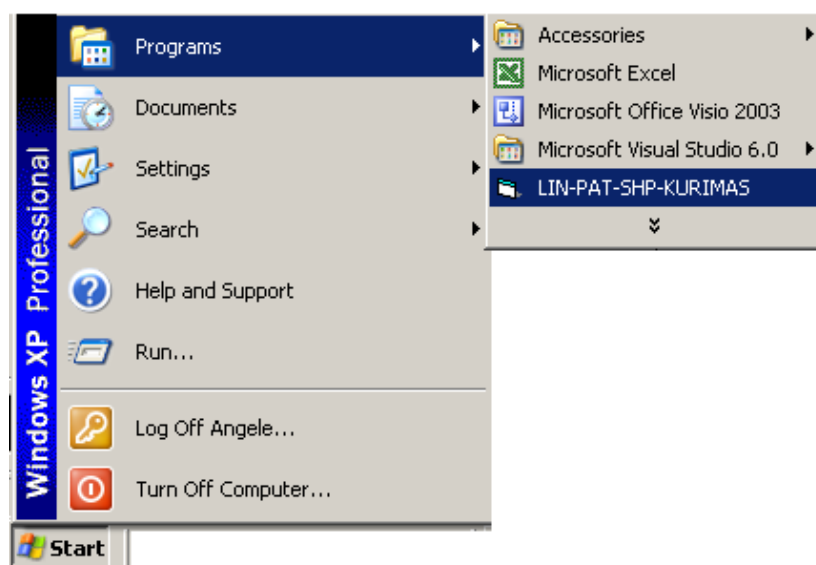 Programs
Documents
Settings
Search
Help and Support
Run...
Log Off Angele...
Turn Off Computer...
Windows XP Professional
Start
Accessories
Microsoft Excel
Microsoft Office Visio 2003
Microsoft Visual Studio 6.0
LIN-PAT-SHP-KURIMAS